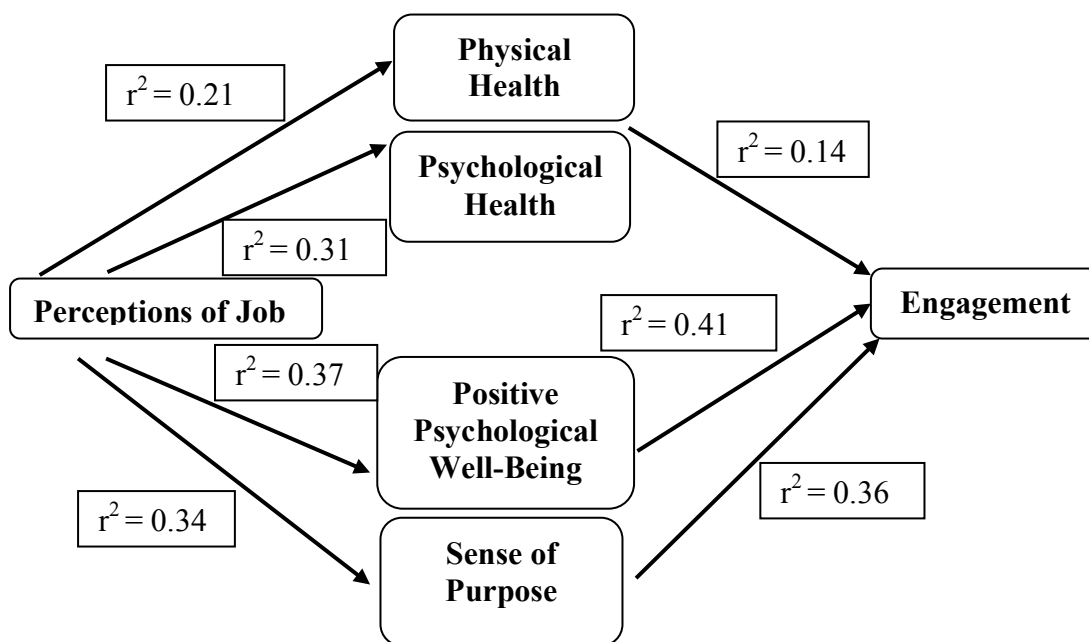 Physical
Health
r² = 0.21
r² = 0.14
Psychological
Health
r² = 0.31
Perceptions of Job
Engagement
r² = 0.41
r² = 0.37
Positive
Psychological
Well-Being
r² = 0.36
r² = 0.34
Sense of
Purpose